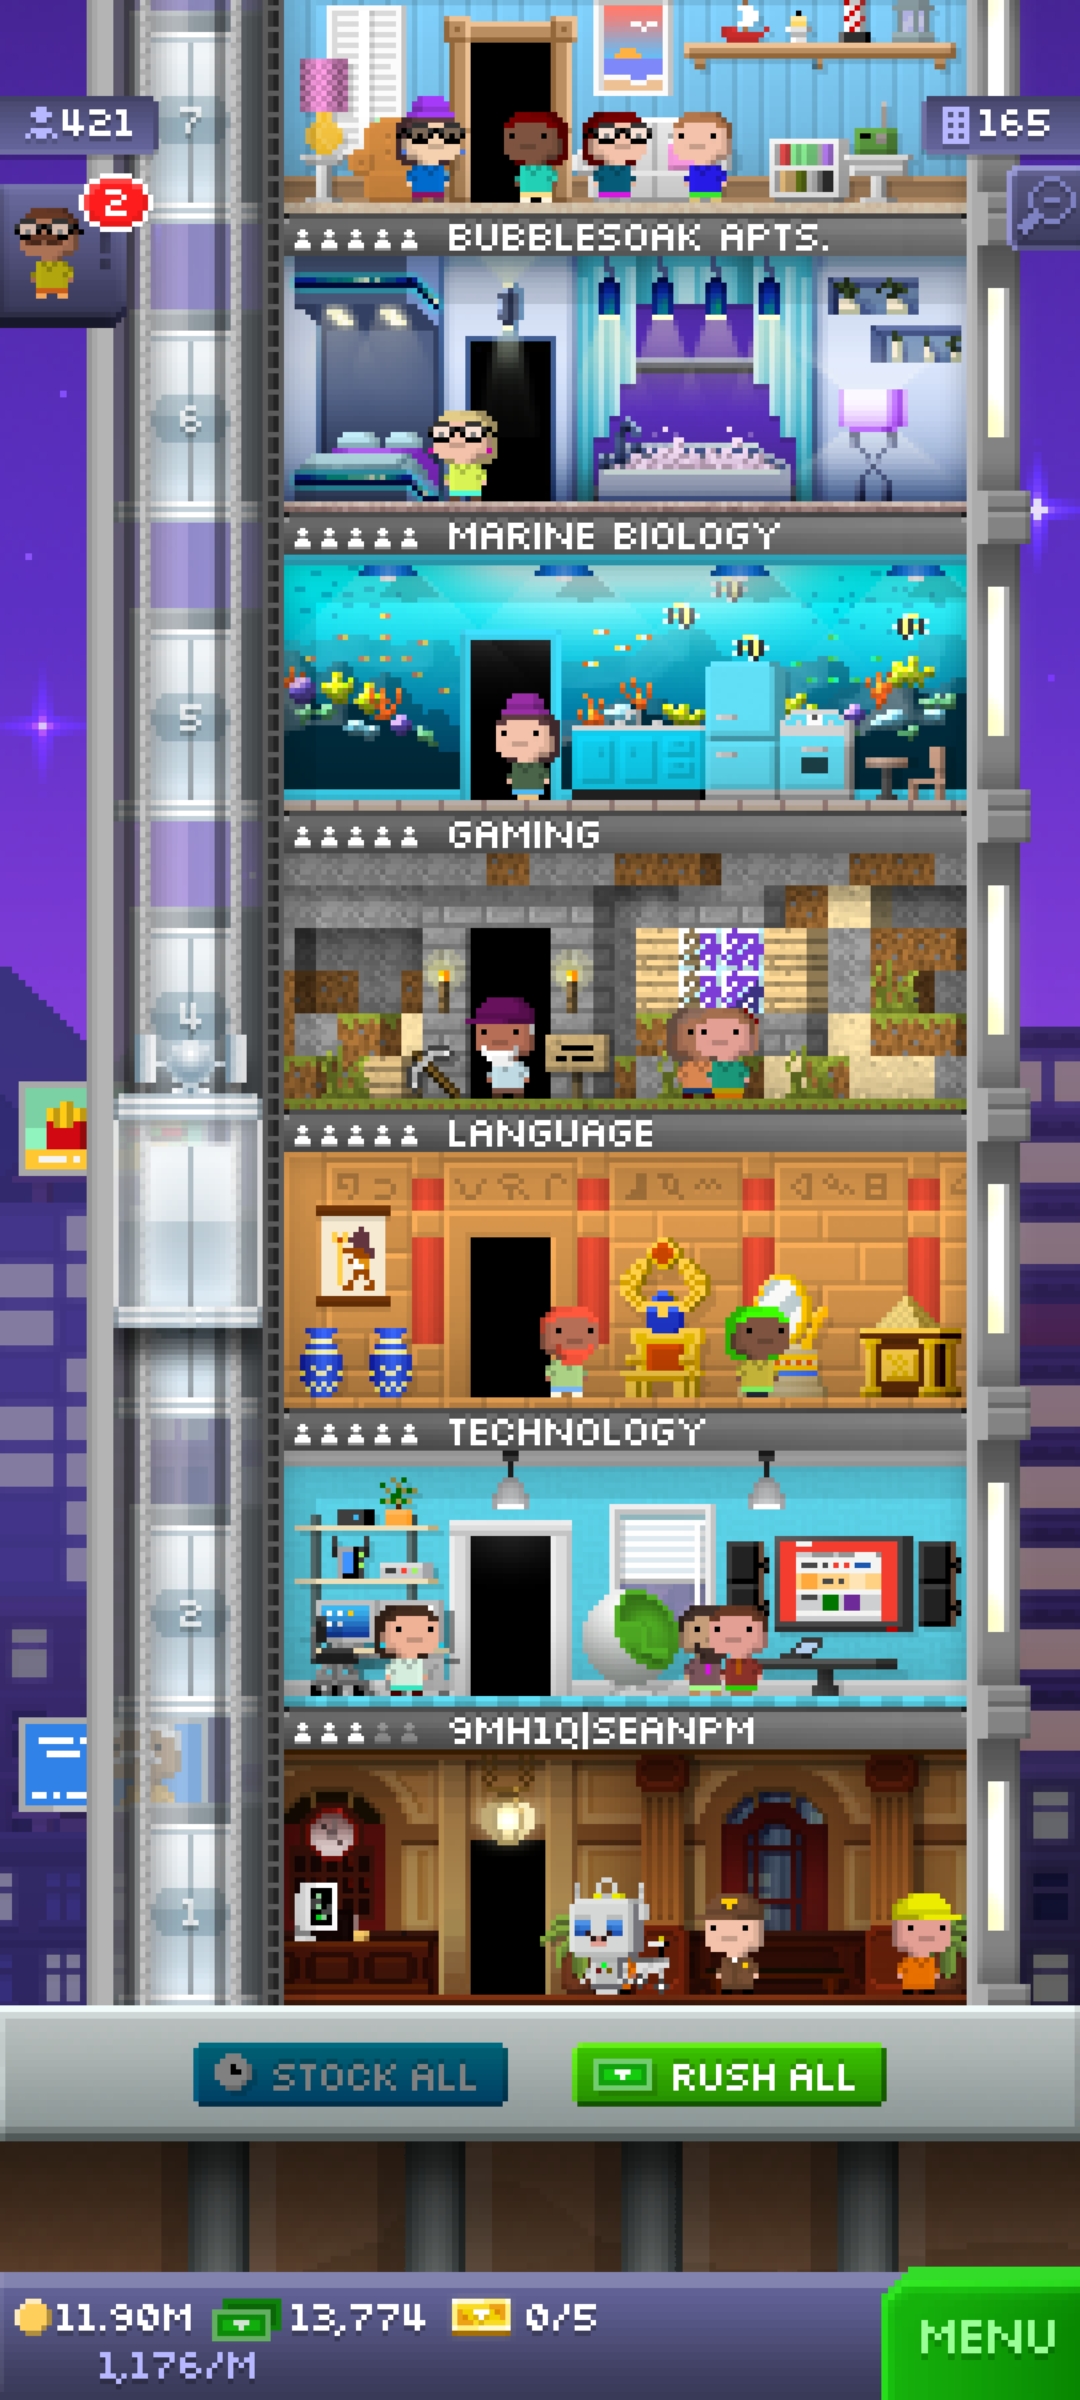 7
421
165
2
BUBBLESOAK APTS.
6
MARINE BIOLOGY
5
GAMING
4
LANGUAGE
TECHNOLOGY
2
9MH1Q|SEANPM
1
STOCK ALL
RUSH ALL
11.90M
13,774
0/5
1,176/M
MENU